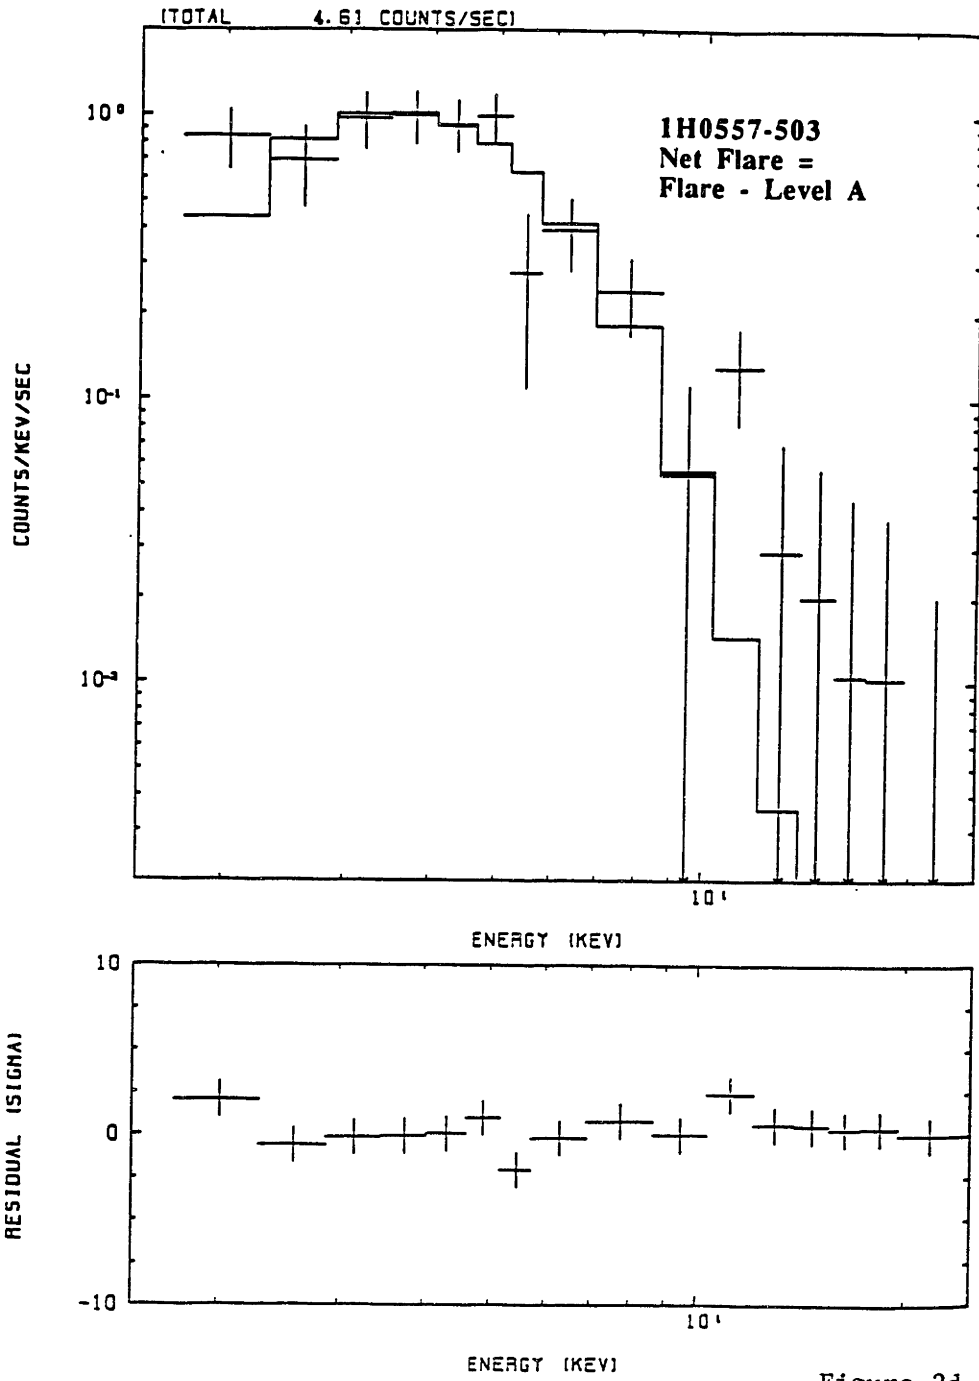 [TOTAL 4.61 COUNTS/SEC]
10⁰
1H0557-503
Net Flare =
Flare - Level A
COUNTS/KEV/SEC
10⁻¹
10⁻²
10¹
ENERGY [KEV]
10
RESIDUAL [SIGMA]
0
-10
10¹
ENERGY [KEV]
Figure 2d